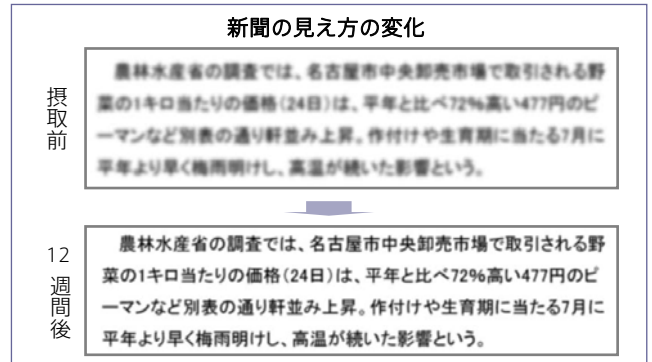 新聞の見え方の変化
摂取前
農林水産省の調査では、名古屋市中央卸売市場で取引される野
菜の1キロ当たりの価格(24日)は、平年と比べ72%高い477円のピ
ーマンなど別表の通り軒並み上昇。作付けや生育期に当たる7月に
平年より早く梅雨明けし、高温が続いた影響という。
12週間後
農林水産省の調査では、名古屋市中央卸売市場で取引される野
菜の1キロ当たりの価格(24日)は、平年と比べ72%高い477円のピ
ーマンなど別表の通り軒並み上昇。作付けや生育期に当たる7月に
平年より早く梅雨明けし、高温が続いた影響という。